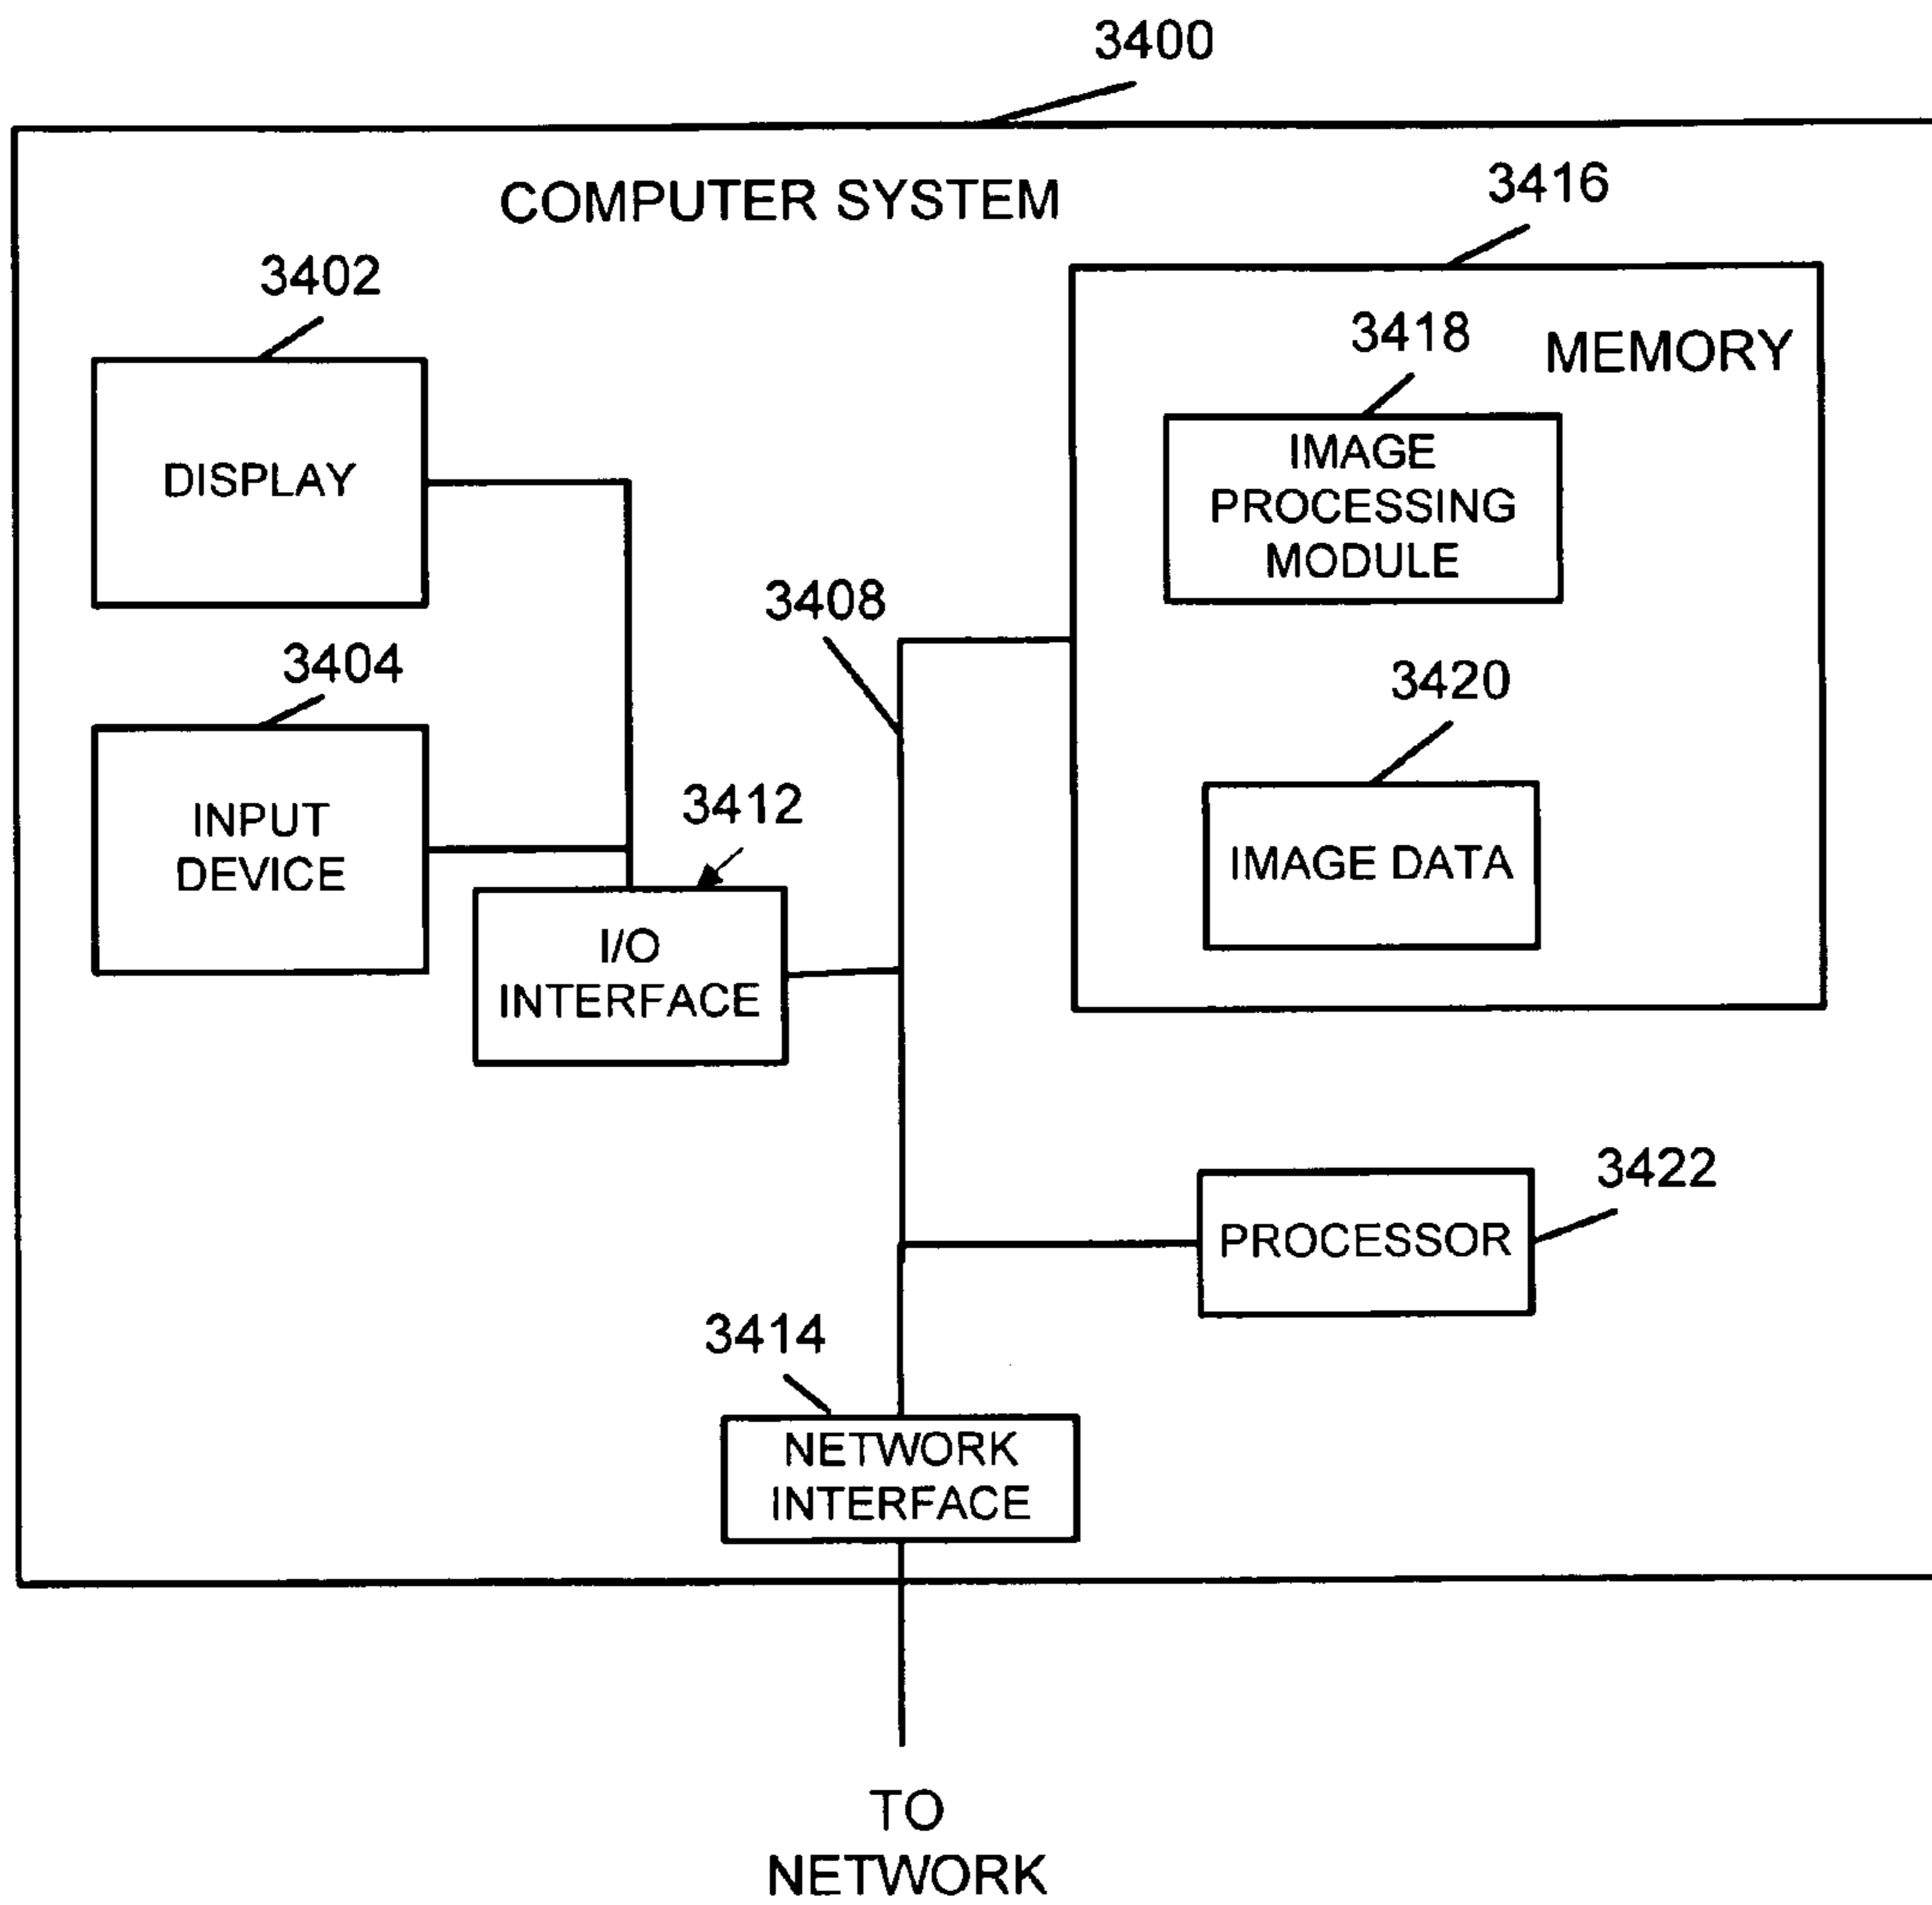 3400
COMPUTER SYSTEM
3416
3402
3418
MEMORY
DISPLAY
IMAGE
PROCESSING
MODULE
3408
3404
3420
3412
INPUT
DEVICE
IMAGE DATA
I/O
INTERFACE
3422
PROCESSOR
3414
NETWORK
INTERFACE
TO
NETWORK